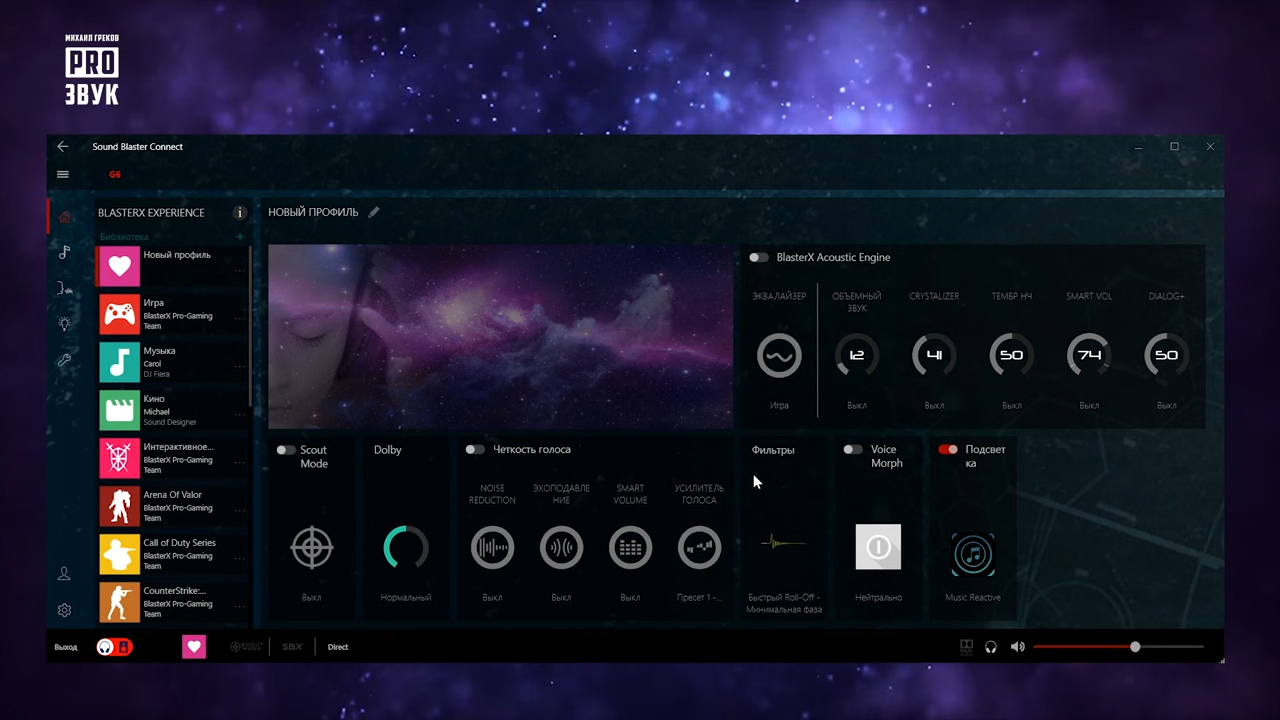 МИХАИЛ ГРЕКОВ
PRO
ЗВУК
Sound Blaster Connect
G6
BLASTERX EXPERIENCE
i
Библиотека
+
Новый профиль
Игра
BlasterX Pro-Gaming
Team
Музыка
Carol
DJ Fiera
Кино
Michael
Sound Designer
Интерактивное...
BlasterX Pro-Gaming
Team
Arena Of Valor
BlasterX Pro-Gaming
Team
Call of Duty Series
BlasterX Pro-Gaming
Team
CounterStrike:...
BlasterX Pro-Gaming
Team
НОВЫЙ ПРОФИЛЬ
BlasterX Acoustic Engine
ЭКВАЛАЙЗЕР
Игра
ОБЪЕМНЫЙ
ЗВУК
12
Выкл
CRYSTALIZER
41
Выкл
ТЕМБР НЧ
50
Выкл
SMART VOL
74
Выкл
DIALOG+
50
Выкл
Scout
Mode
Выкл
Dolby
Нормальный
Четкость голоса
NOISE
REDUCTION
Выкл
ЭХОПОДАВЛЕ
НИЕ
Выкл
SMART
VOLUME
Выкл
УСИЛИТЕЛЬ
ГОЛОСА
Пресет 1 -...
Фильтры
Быстрый Roll-Off -
Минимальная фаза
Voice
Morph
Нейтрально
Подсвет
ка
Music Reactive
Выход
SCOUT
MODE
SBX
Direct